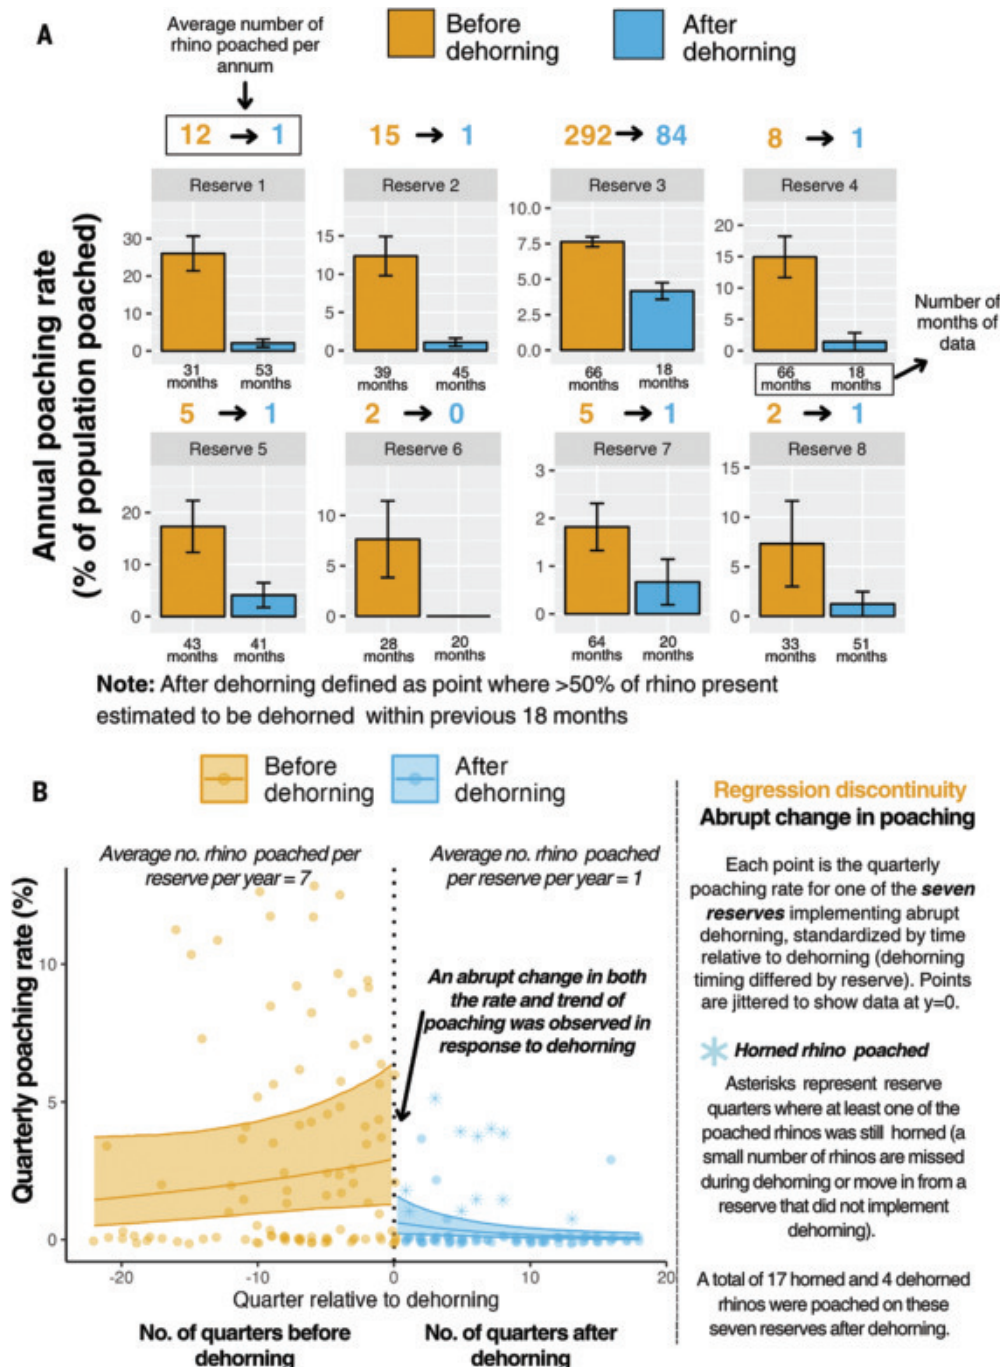 A
Average number of
rhino poached per
annum
Before
dehorning
After
dehorning
12 → 1
15 → 1
292 → 84
8 → 1
Annual poaching rate
(% of population poached)
Reserve 1
Reserve 2
Reserve 3
Reserve 4
30
20
10
0
15
10
5
0
10.0
7.5
5.0
2.5
0.0
20
15
10
5
0
Number of
months of
data
31
months
53
months
39
months
45
months
66
months
18
months
66
months
18
months
5 → 1
2 → 0
5 → 1
2 → 1
Reserve 5
Reserve 6
Reserve 7
Reserve 8
20
10
0
10
5
0
3
2
1
0
15
10
5
0
43
months
41
months
28
months
20
months
64
months
20
months
33
months
51
months
Note: After dehorning defined as point where >50% of rhino present
estimated to be dehorned within previous 18 months
B
Before
dehorning
After
dehorning
Average no. rhino poached per
reserve per year = 7
Average no. rhino poached
per reserve per year = 1
An abrupt change in both
the rate and trend of
poaching was observed in
response to dehorning
Quarterly poaching rate (%)
10
5
0
-20
-10
0
10
20
Quarter relative to dehorning
No. of quarters before
dehorning
No. of quarters after
dehorning
Regression discontinuity
Abrupt change in poaching
Each point is the quarterly
poaching rate for one of the seven
reserves implementing abrupt
dehorning, standardized by time
relative to dehorning (dehorning
timing differed by reserve). Points
are jittered to show data at y=0.
Horned rhino poached
Asterisks represent reserve
quarters where at least one of the
poached rhinos was still horned (a
small number of rhinos are missed
during dehorning or move in from a
reserve that did not implement
dehorning).
A total of 17 horned and 4 dehorned
rhinos were poached on these
seven reserves after dehorning.